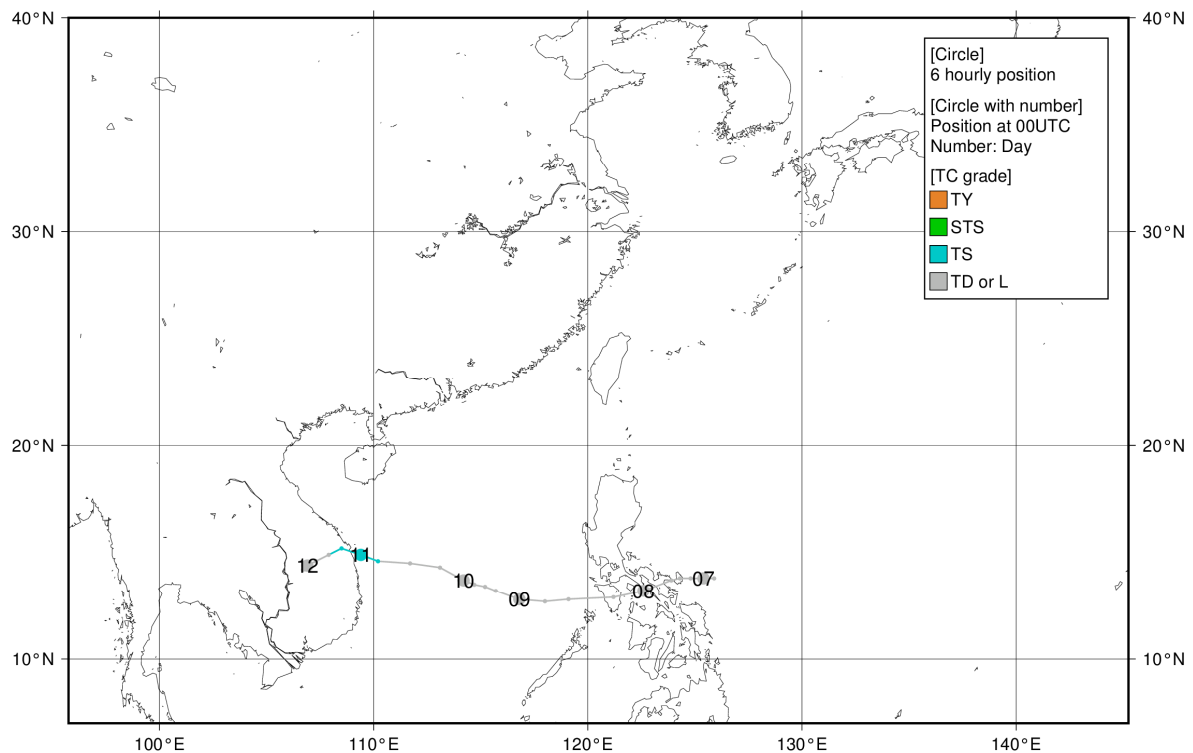 40°N
40°N
[Circle]
6 hourly position
[Circle with number]
Position at 00UTC
Number: Day
[TC grade]
TY
STS
TS
TD or L
30°N
30°N
20°N
20°N
12
11
10
09
08
07
10°N
10°N
100°E
110°E
120°E
130°E
140°E